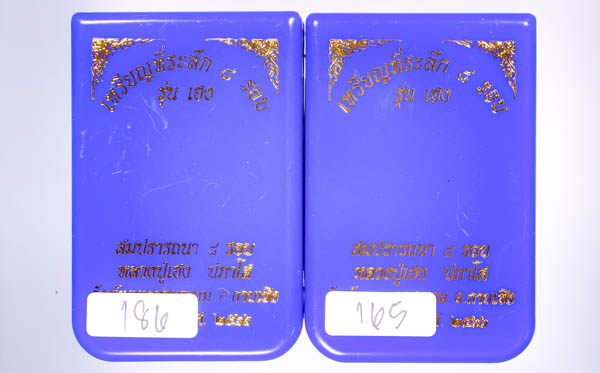 เหรียญที่ระลึก ๘ รอบ
รุ่น เฮง
สมปรารถนา ๘ รอบ
หลวงปู่เฮง ปภาโส
186
เหรียญที่ระลึก ๘ รอบ
รุ่น เฮง
สมปรารถนา ๘ รอบ
หลวงปู่เฮง ปภาโส
165